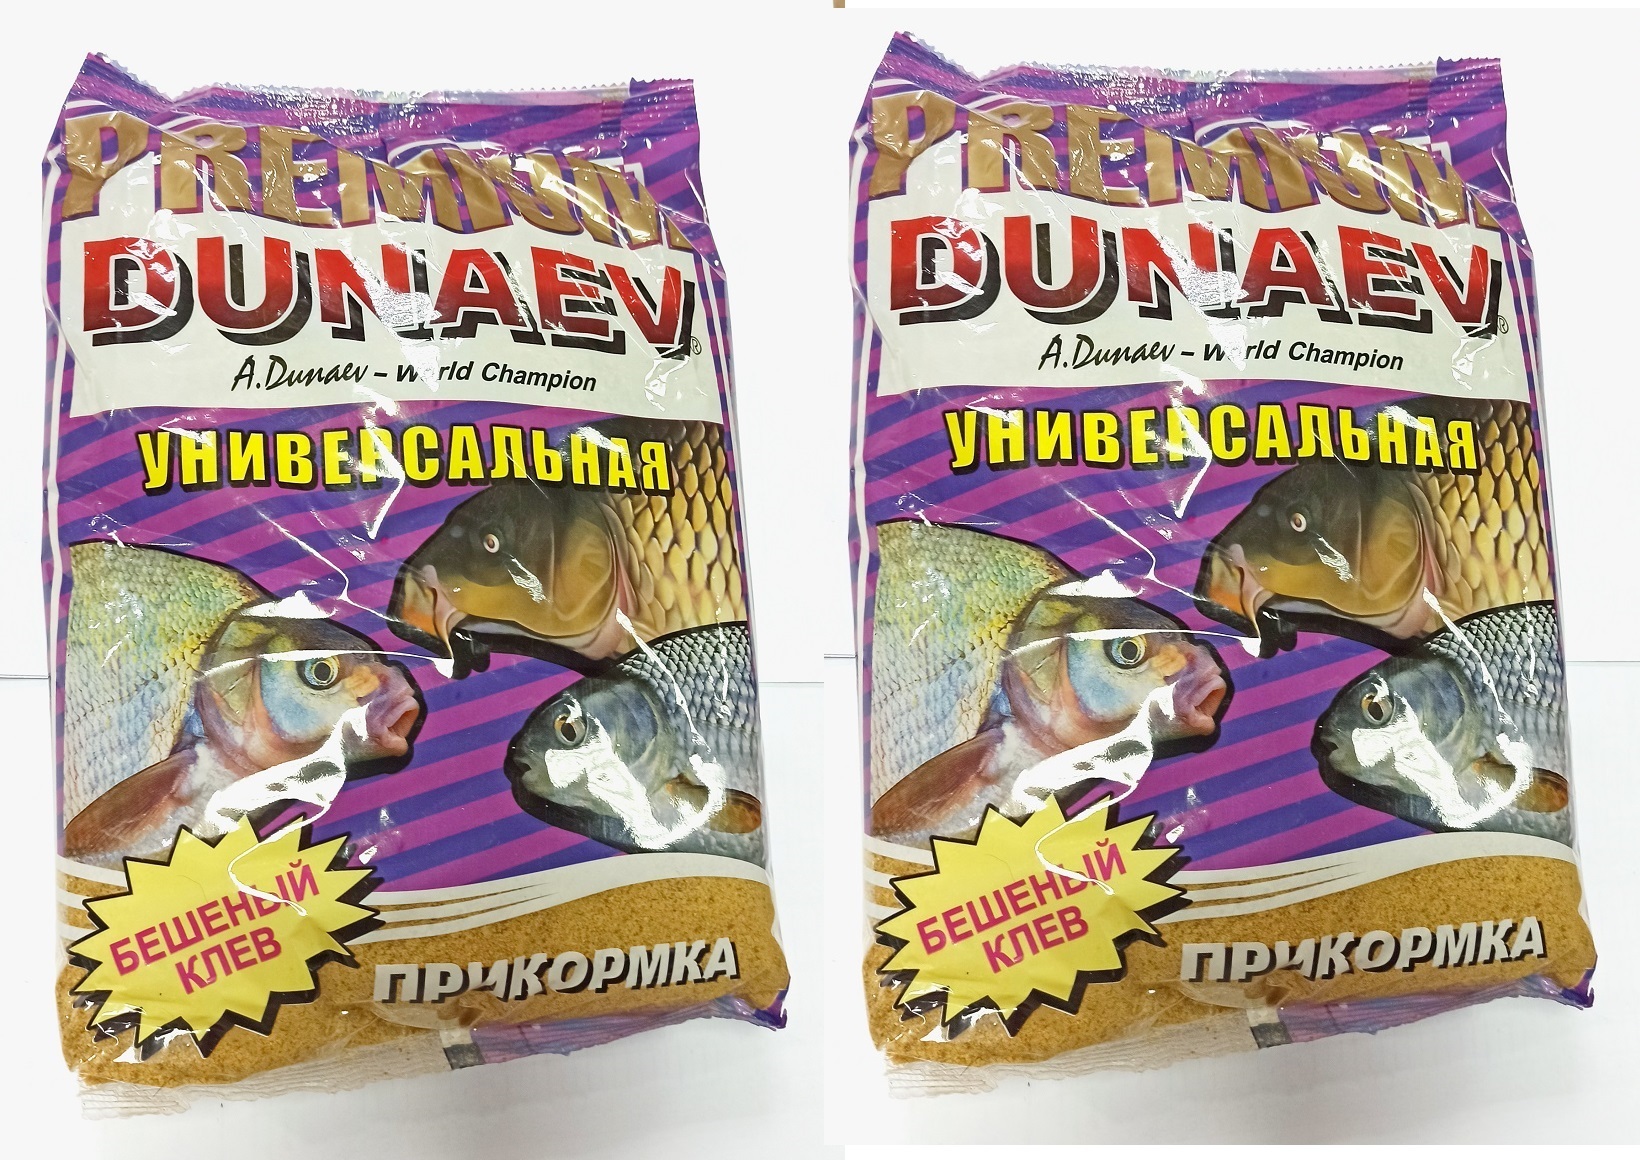 PREMIUM
DUNAEV®
A.Dunaev – World Champion
УНИВЕРСАЛЬНАЯ
БЕШЕНЫЙ
КЛЕВ
ПРИКОРМКА
PREMIUM
DUNAEV®
A.Dunaev – World Champion
УНИВЕРСАЛЬНАЯ
БЕШЕНЫЙ
КЛЕВ
ПРИКОРМКА